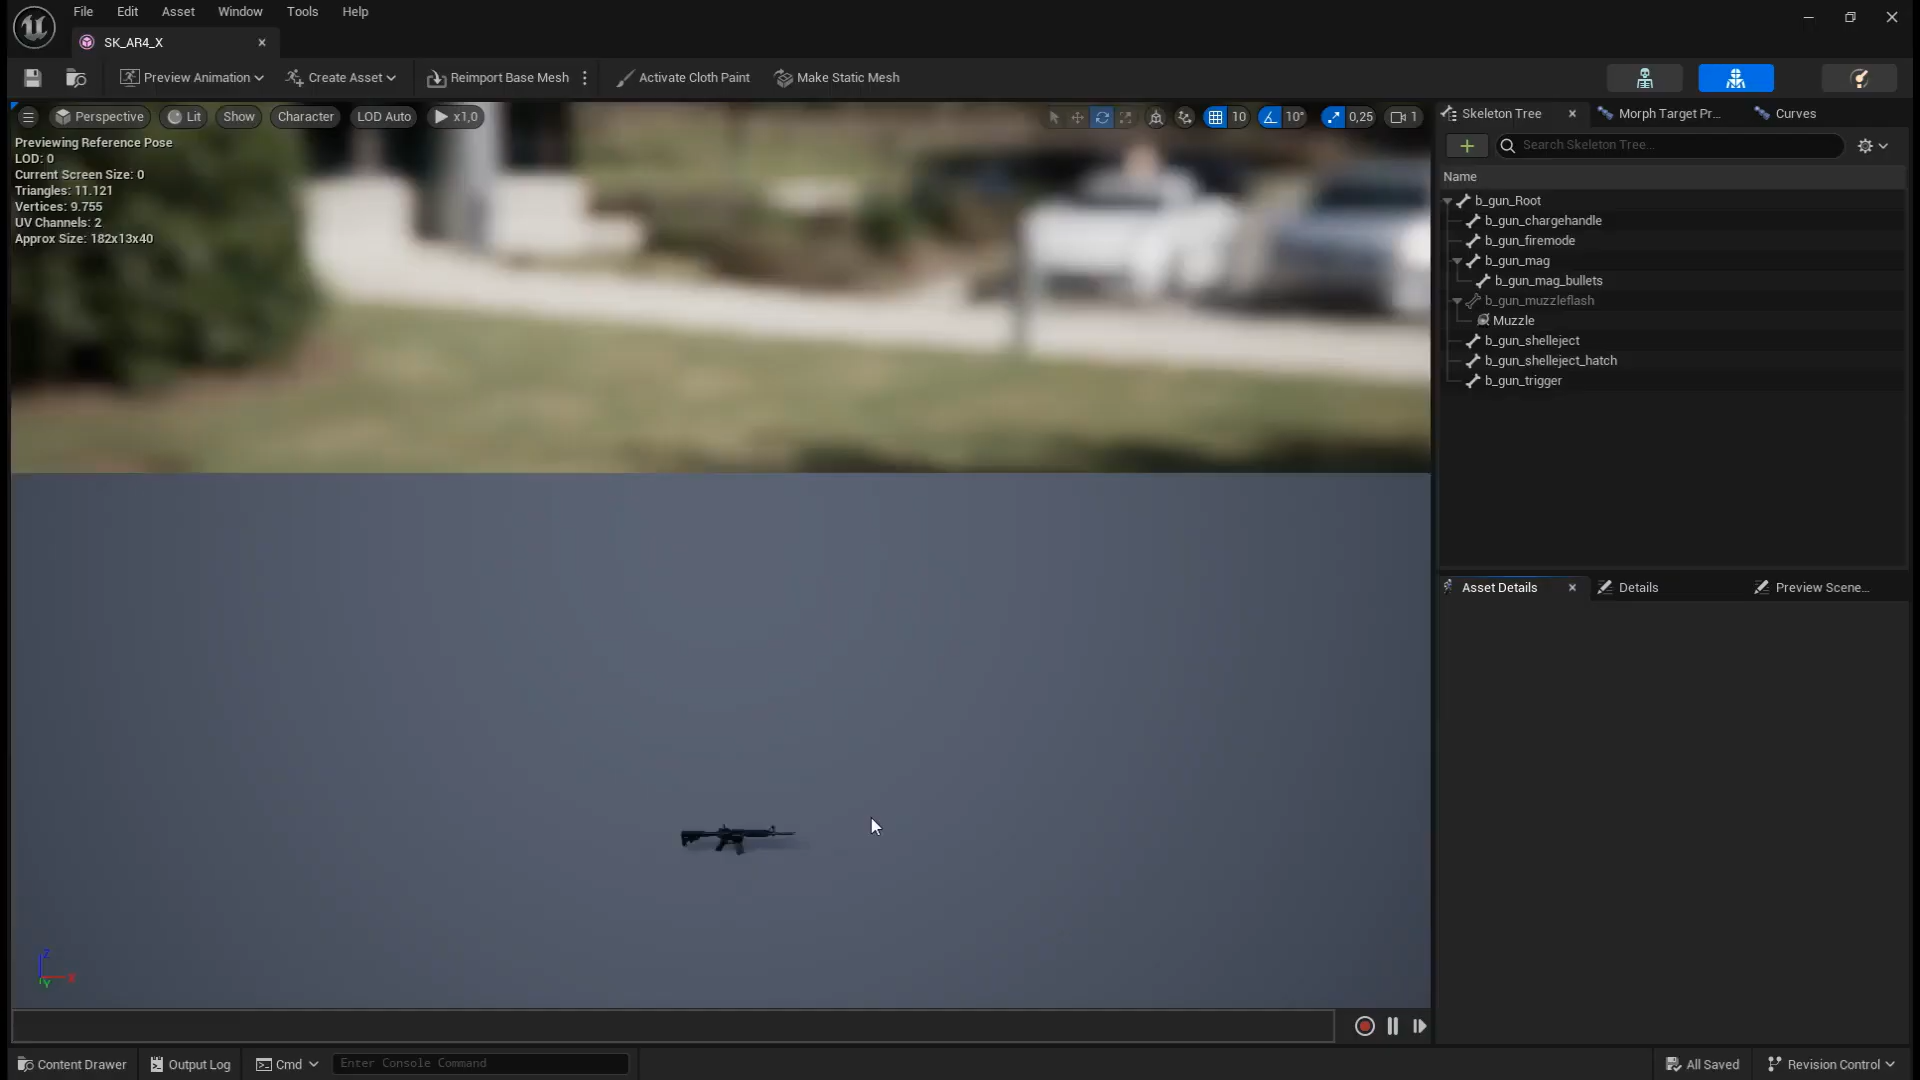 File Edit Asset Window Tools Help
SK_AR4_X
Preview Animation Create Asset Reimport Base Mesh Activate Cloth Paint Make Static Mesh
Perspective Lit Show Character LOD Auto x1,0 10 10° 0,25 1
Previewing Reference Pose
LOD: 0
Current Screen Size: 0
Triangles: 11.121
Vertices: 9.755
UV Channels: 2
Approx Size: 182x13x40
Z
X
Y
Skeleton Tree Morph Target Pr... Curves
Search Skeleton Tree...
Name
b_gun_Root
b_gun_chargehandle
b_gun_firemode
b_gun_mag
b_gun_mag_bullets
b_gun_muzzleflash
Muzzle
b_gun_shelleject
b_gun_shelleject_hatch
b_gun_trigger
Asset Details Details Preview Scene...
Content Drawer Output Log Cmd Enter Console Command All Saved Revision Control